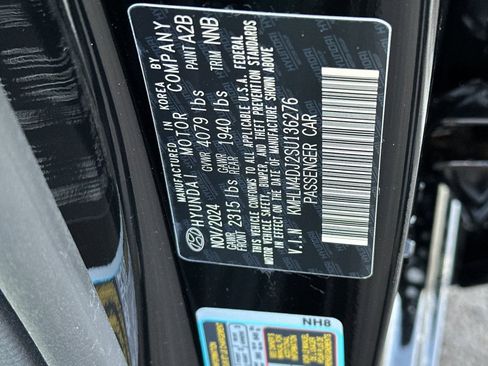 MANUFACTURED IN KOREA BY
HYUNDAI MOTOR COMPANY
NOV/2024 GVWR 4079 lbs PAINT A2B
GAWR FRONT 2315 lbs GAWR REAR 1940 lbs TRIM NNB
THIS VEHICLE CONFORMS TO ALL APPLICABLE U.S.A. FEDERAL
MOTOR VEHICLE SAFETY, BUMPER, AND THEFT PREVENTION STANDARDS
IN EFFECT ON THE DATE OF MANUFACTURE SHOWN ABOVE
V.I.N KMHLM4DJ2SU136276
PASSENGER CAR
NH8